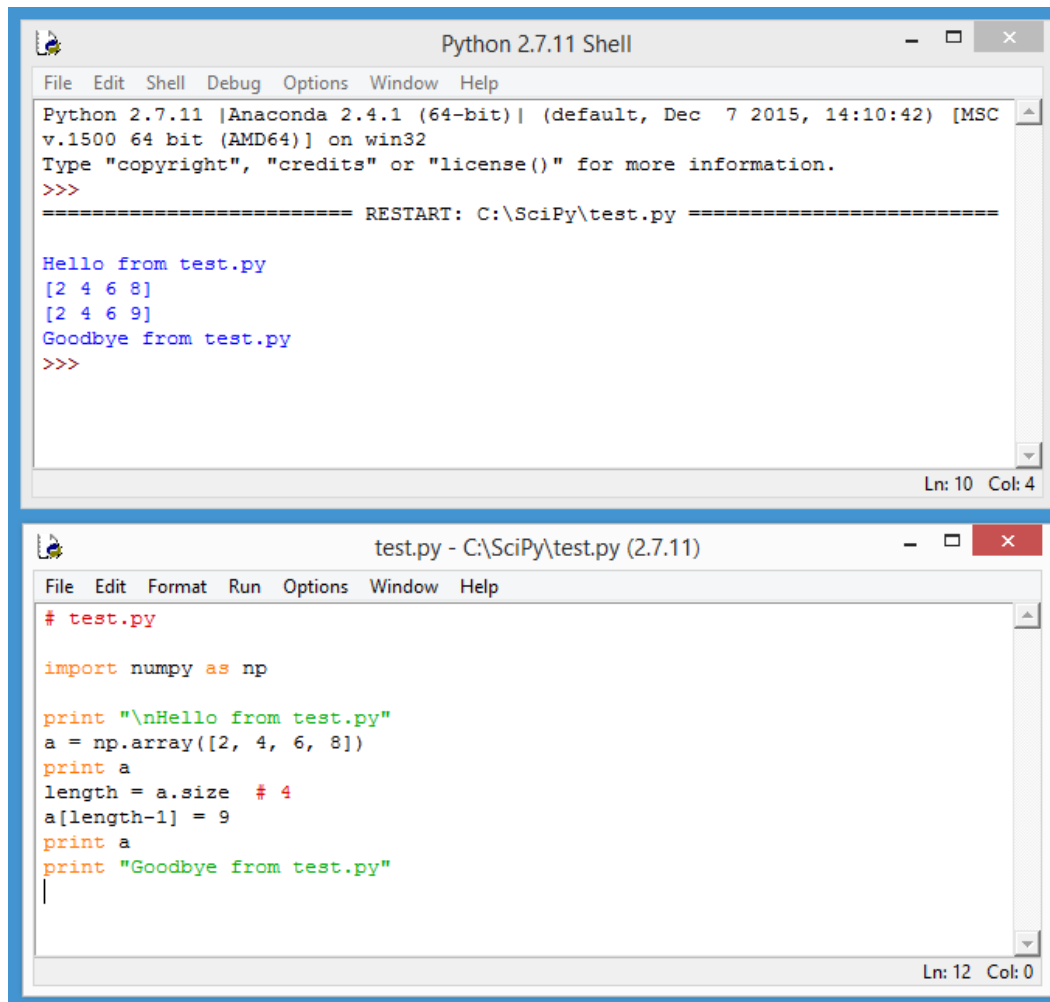 Python 2.7.11 Shell
File Edit Shell Debug Options Window Help
Python 2.7.11 |Anaconda 2.4.1 (64-bit)| (default, Dec  7 2015, 14:10:42) [MSC
v.1500 64 bit (AMD64)] on win32
Type "copyright", "credits" or "license()" for more information.
>>>
========================= RESTART: C:\SciPy\test.py =========================
Hello from test.py
[2 4 6 8]
[2 4 6 9]
Goodbye from test.py
>>>
Ln: 10 Col: 4
test.py - C:\SciPy\test.py (2.7.11)
File Edit Format Run Options Window Help
# test.py
import numpy as np
print "\nHello from test.py"
a = np.array([2, 4, 6, 8])
print a
length = a.size  # 4
a[length-1] = 9
print a
print "Goodbye from test.py"
Ln: 12 Col: 0